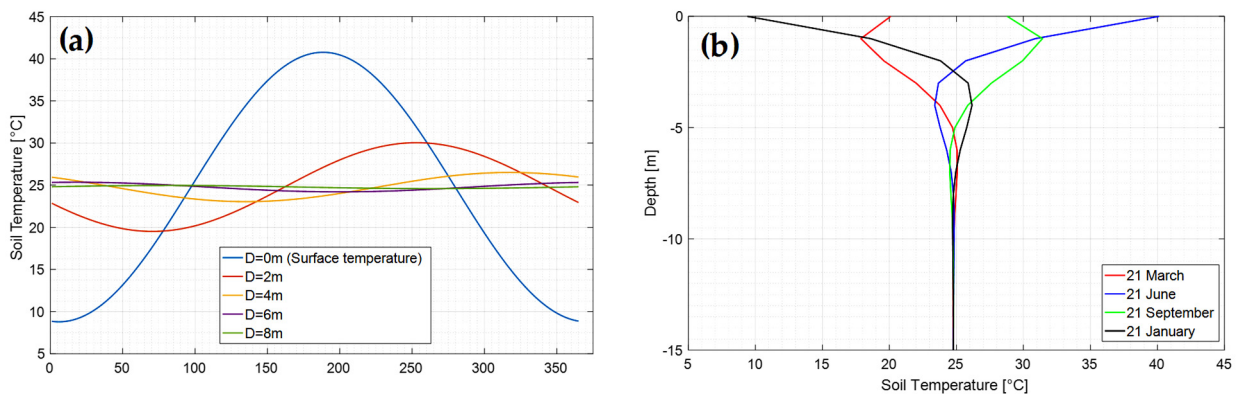 (a)
Soil Temperature [°C]
45
40
35
30
25
20
15
10
5
0
50
100
150
200
250
300
350
D=0m (Surface temperature)
D=2m
D=4m
D=6m
D=8m
(b)
Depth [m]
0
-5
-10
-15
5
10
15
20
25
30
35
40
45
Soil Temperature [°C]
21 March
21 June
21 September
21 January